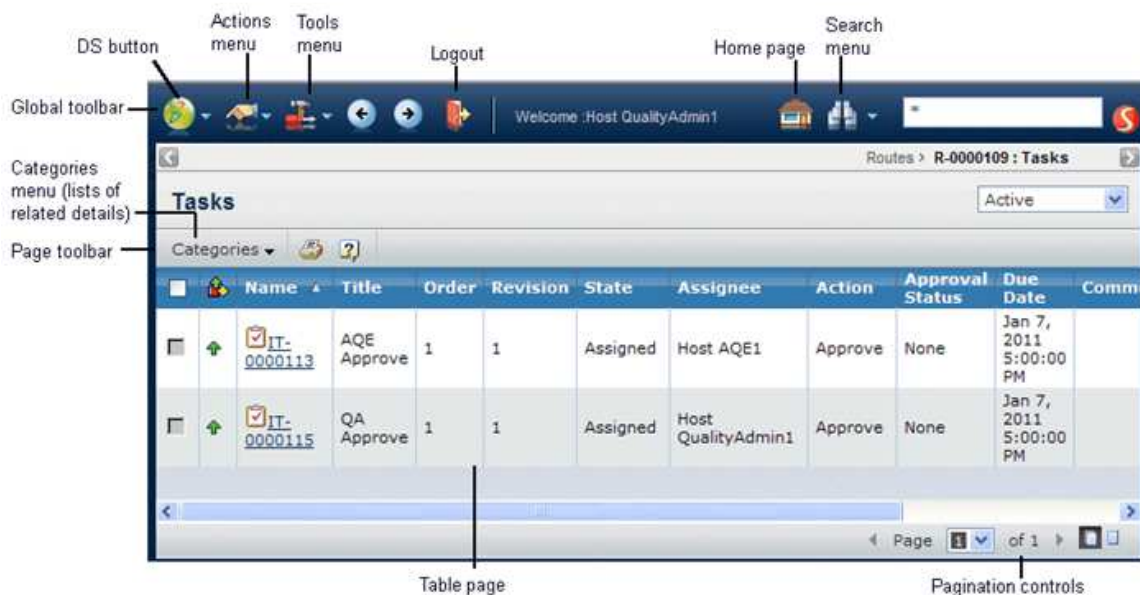 Actions menu
Tools menu
Search menu
DS button
Logout
Home page
Global toolbar
Welcome :Host QualityAdmin1
*
S
Categories menu (lists of related details)
Routes > R-0000109 : Tasks
Tasks
Active
Page toolbar
Categories
?
Name Title Order Revision State Assignee Action Approval Status Due Date Comm
IT-0000113 AQE Approve 1 1 Assigned Host AQE1 Approve None Jan 7, 2011 5:00:00 PM
IT-0000115 QA Approve 1 1 Assigned Host QualityAdmin1 Approve None Jan 7, 2011 5:00:00 PM
Page 1 of 1
Table page
Pagination controls